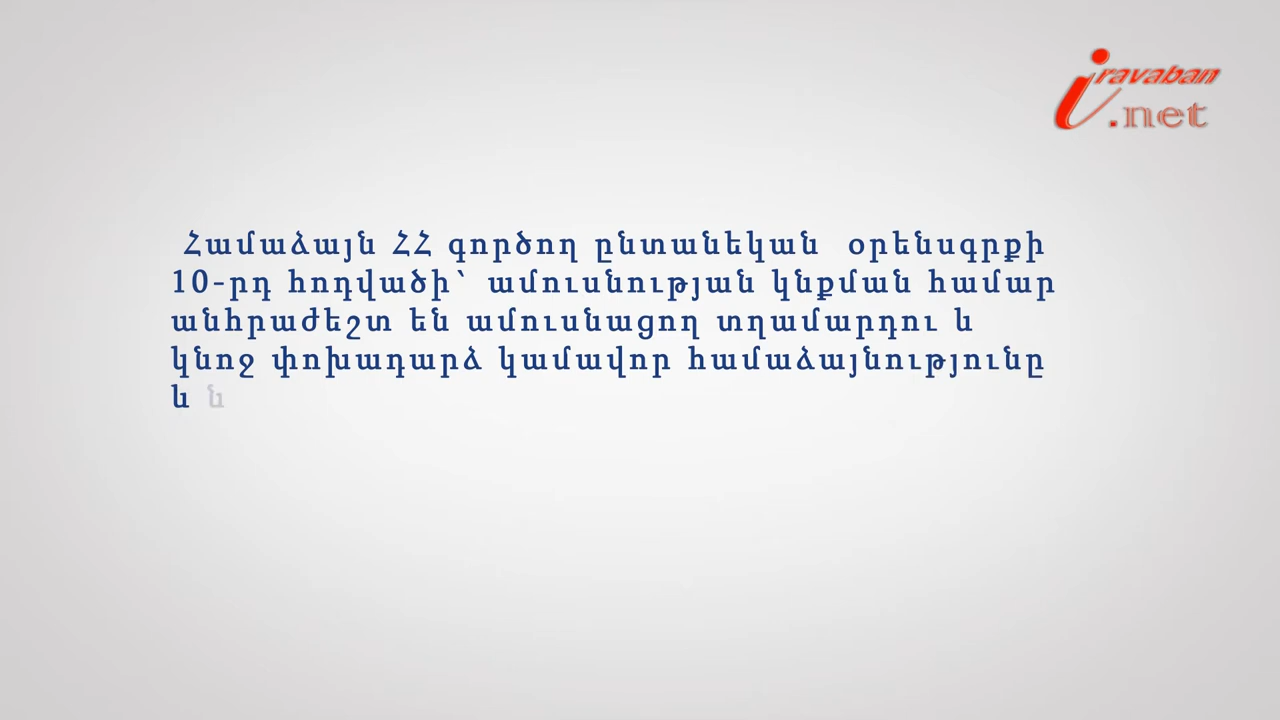 iravaban
.net
Համաձայն ՀՀ գործող ընտանեկան օրենսգրքի
10-րդ հոդվածի՝ ամուսնության կնքման համար
անհրաժեշտ են ամուսնացող տղամարդու և
կնոջ փոխադարձ կամավոր համաձայնությունը
և ն